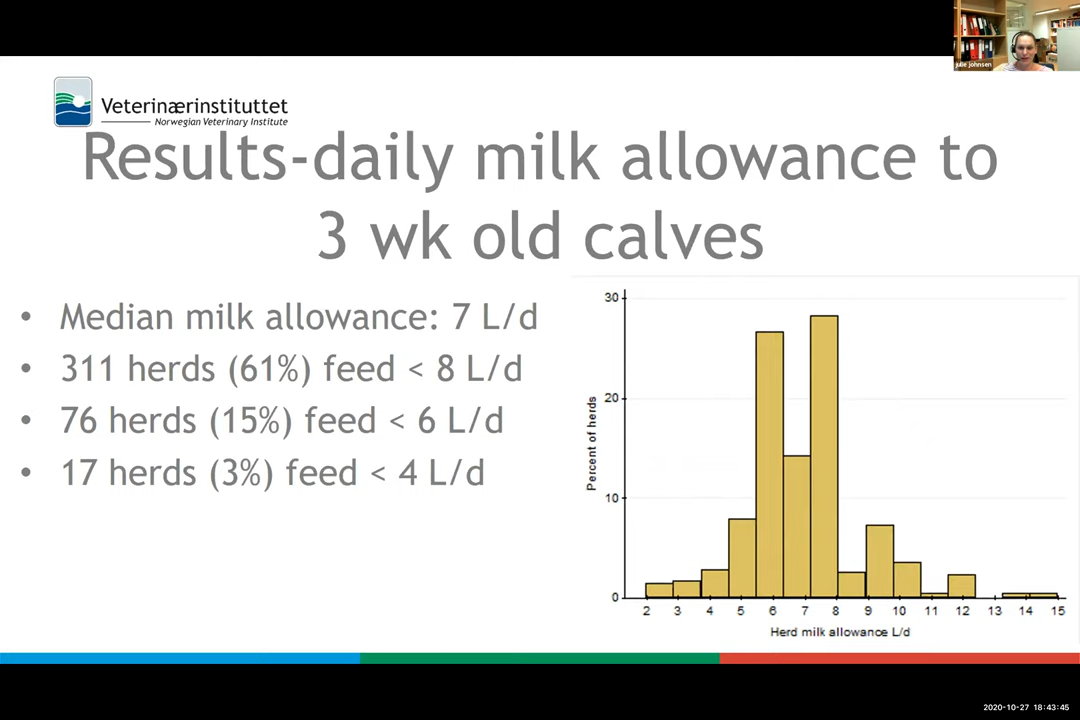 julie johnsen
Veterinærinstituttet
Norwegian Veterinary Institute
Results-daily milk allowance to
3 wk old calves
• Median milk allowance: 7 L/d
• 311 herds (61%) feed < 8 L/d
• 76 herds (15%) feed < 6 L/d
• 17 herds (3%) feed < 4 L/d
Percent of herds
30
20
10
0
2 3 4 5 6 7 8 9 10 11 12 13 14 15
Herd milk allowance L/d
2020-10-27 18:43:45